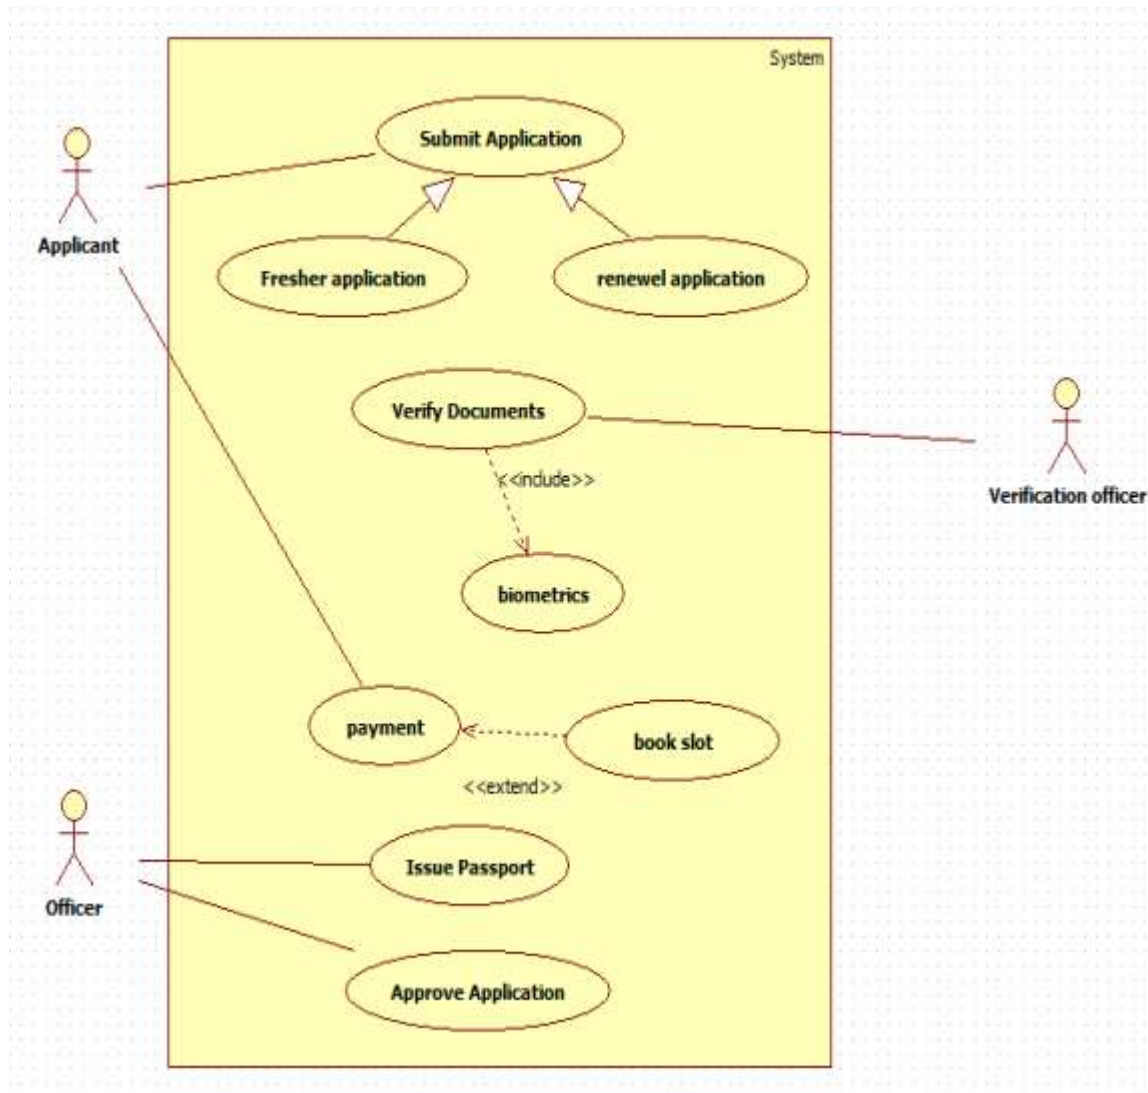 System
Submit Application
Applicant
Fresher application
renewel application
Verify Documents
<<include>>
Verification officer
biometrics
payment
book slot
<<extend>>
Issue Passport
Officer
Approve Application